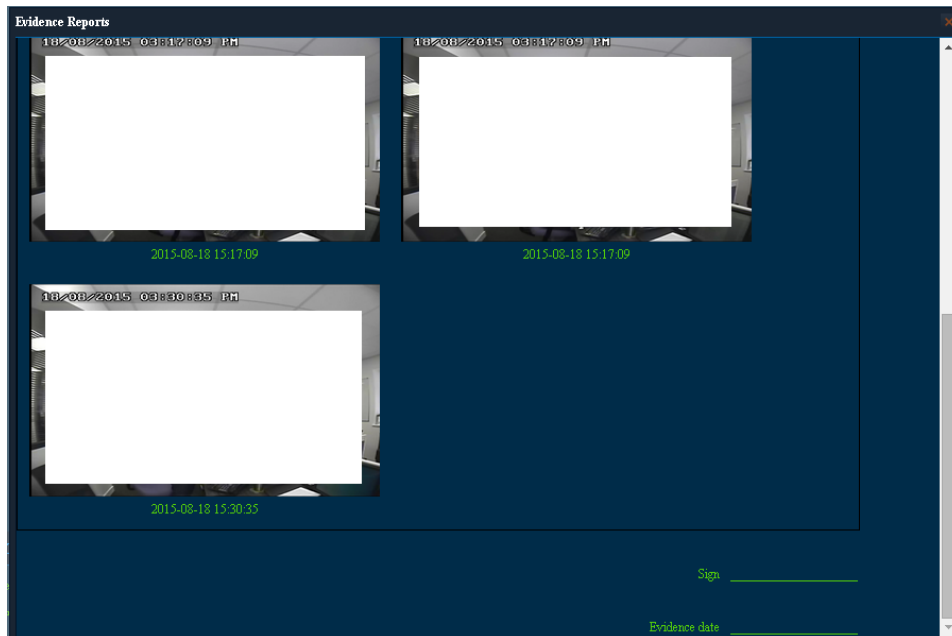 Evidence Reports
18/08/2015 03:17:09 PM
18/08/2015 03:17:09 PM
2015-08-18 15:17:09
2015-08-18 15:17:09
18/08/2015 03:30:35 PM
2015-08-18 15:30:35
Sign
Evidence date